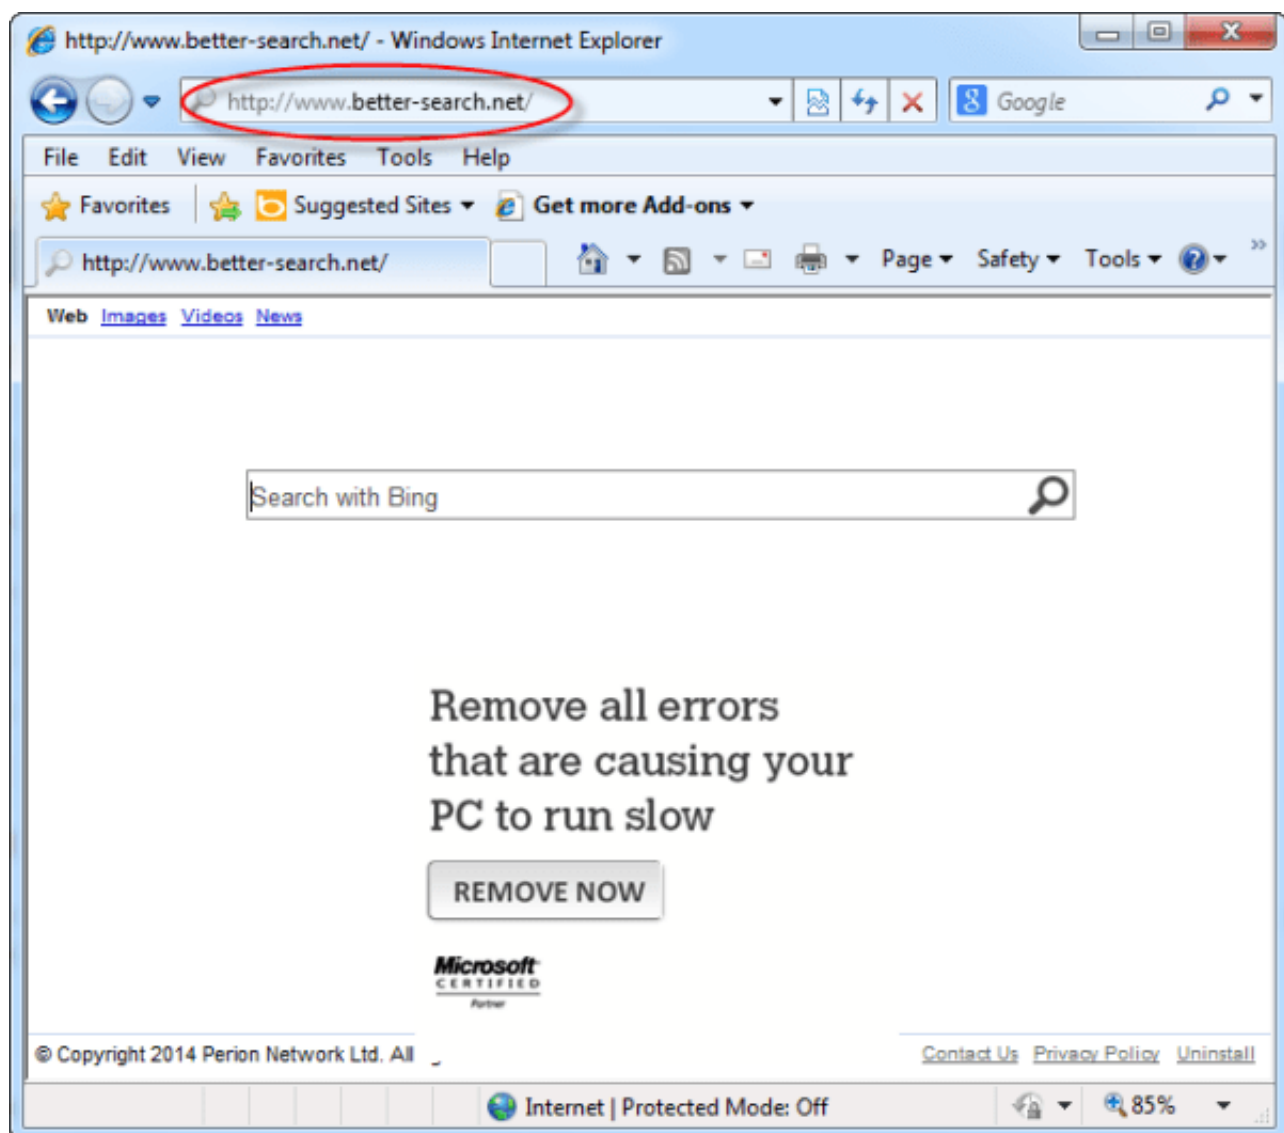 http://www.better-search.net/ - Windows Internet Explorer
http://www.better-search.net/ Google
File Edit View Favorites Tools Help
Favorites Suggested Sites Get more Add-ons
http://www.better-search.net/ Page Safety Tools
Web Images Videos News
Search with Bing
Remove all errors
that are causing your
PC to run slow
REMOVE NOW
Microsoft
CERTIFIED
Partner
© Copyright 2014 Perion Network Ltd. All Contact Us Privacy Policy Uninstall
Internet | Protected Mode: Off 85%